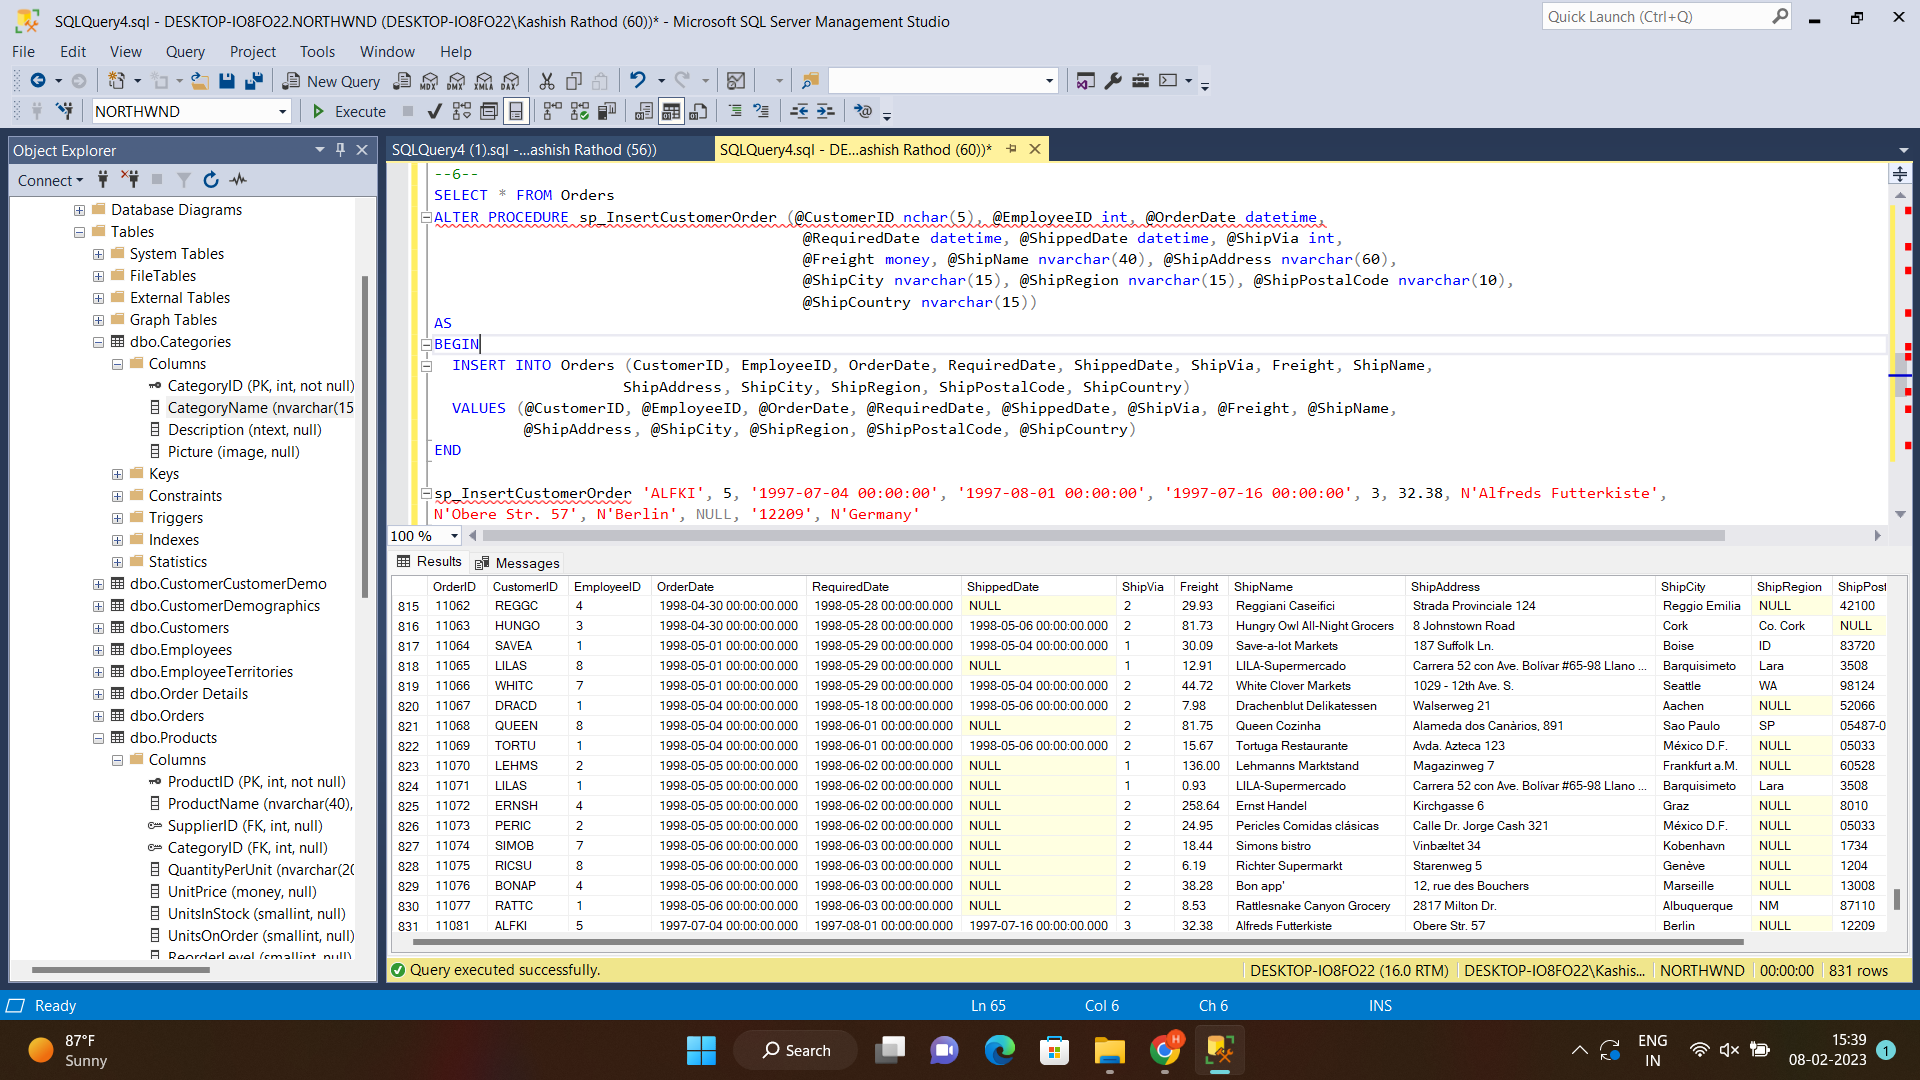 SQLQuery4.sql - DESKTOP-IO8FO22.NORTHWND (DESKTOP-IO8FO22\Kashish Rathod (60))* - Microsoft SQL Server Management Studio
Quick Launch (Ctrl+Q)
File Edit View Query Project Tools Window Help
New Query MDX DMX XMLA DAX
NORTHWND Execute
Object Explorer
SQLQuery4 (1).sql -...ashish Rathod (56))
SQLQuery4.sql - DE...ashish Rathod (60))*
Connect
Database Diagrams
Tables
System Tables
FileTables
External Tables
Graph Tables
dbo.Categories
Columns
CategoryID (PK, int, not null)
CategoryName (nvarchar(15
Description (ntext, null)
Picture (image, null)
Keys
Constraints
Triggers
Indexes
Statistics
dbo.CustomerCustomerDemo
dbo.CustomerDemographics
dbo.Customers
dbo.Employees
dbo.EmployeeTerritories
dbo.Order Details
dbo.Orders
dbo.Products
Columns
ProductID (PK, int, not null)
ProductName (nvarchar(40),
SupplierID (FK, int, null)
CategoryID (FK, int, null)
QuantityPerUnit (nvarchar(20
UnitPrice (money, null)
UnitsInStock (smallint, null)
UnitsOnOrder (smallint, null)
ReorderLevel (smallint, null)
--6--
SELECT * FROM Orders
ALTER PROCEDURE sp_InsertCustomerOrder (@CustomerID nchar(5), @EmployeeID int, @OrderDate datetime,
@RequiredDate datetime, @ShippedDate datetime, @ShipVia int,
@Freight money, @ShipName nvarchar(40), @ShipAddress nvarchar(60),
@ShipCity nvarchar(15), @ShipRegion nvarchar(15), @ShipPostalCode nvarchar(10),
@ShipCountry nvarchar(15))
AS
BEGIN
INSERT INTO Orders (CustomerID, EmployeeID, OrderDate, RequiredDate, ShippedDate, ShipVia, Freight, ShipName,
ShipAddress, ShipCity, ShipRegion, ShipPostalCode, ShipCountry)
VALUES (@CustomerID, @EmployeeID, @OrderDate, @RequiredDate, @ShippedDate, @ShipVia, @Freight, @ShipName,
@ShipAddress, @ShipCity, @ShipRegion, @ShipPostalCode, @ShipCountry)
END
sp_InsertCustomerOrder 'ALFKI', 5, '1997-07-04 00:00:00', '1997-08-01 00:00:00', '1997-07-16 00:00:00', 3, 32.38, N'Alfreds Futterkiste',
N'Obere Str. 57', N'Berlin', NULL, '12209', N'Germany'
100 %
Results Messages
OrderID CustomerID EmployeeID OrderDate RequiredDate ShippedDate ShipVia Freight ShipName ShipAddress ShipCity ShipRegion ShipPost
815 11062 REGGC 4 1998-04-30 00:00:00.000 1998-05-28 00:00:00.000 NULL 2 29.93 Reggiani Caseifici Strada Provinciale 124 Reggio Emilia NULL 42100
816 11063 HUNGO 3 1998-04-30 00:00:00.000 1998-05-28 00:00:00.000 1998-05-06 00:00:00.000 2 81.73 Hungry Owl All-Night Grocers 8 Johnstown Road Cork Co. Cork NULL
817 11064 SAVEA 1 1998-05-01 00:00:00.000 1998-05-29 00:00:00.000 1998-05-04 00:00:00.000 1 30.09 Save-a-lot Markets 187 Suffolk Ln. Boise ID 83720
818 11065 LILAS 8 1998-05-01 00:00:00.000 1998-05-29 00:00:00.000 NULL 1 12.91 LILA-Supermercado Carrera 52 con Ave. Bolívar #65-98 Llano ... Barquisimeto Lara 3508
819 11066 WHITC 7 1998-05-01 00:00:00.000 1998-05-29 00:00:00.000 1998-05-04 00:00:00.000 2 44.72 White Clover Markets 1029 - 12th Ave. S. Seattle WA 98124
820 11067 DRACD 1 1998-05-04 00:00:00.000 1998-05-18 00:00:00.000 1998-05-06 00:00:00.000 2 7.98 Drachenblut Delikatessen Walserweg 21 Aachen NULL 52066
821 11068 QUEEN 8 1998-05-04 00:00:00.000 1998-06-01 00:00:00.000 NULL 2 81.75 Queen Cozinha Alameda dos Canàrios, 891 Sao Paulo SP 05487-0
822 11069 TORTU 1 1998-05-04 00:00:00.000 1998-06-01 00:00:00.000 1998-05-06 00:00:00.000 2 15.67 Tortuga Restaurante Avda. Azteca 123 México D.F. NULL 05033
823 11070 LEHMS 2 1998-05-05 00:00:00.000 1998-06-02 00:00:00.000 NULL 1 136.00 Lehmanns Marktstand Magazinweg 7 Frankfurt a.M. NULL 60528
824 11071 LILAS 1 1998-05-05 00:00:00.000 1998-06-02 00:00:00.000 NULL 1 0.93 LILA-Supermercado Carrera 52 con Ave. Bolívar #65-98 Llano ... Barquisimeto Lara 3508
825 11072 ERNSH 4 1998-05-05 00:00:00.000 1998-06-02 00:00:00.000 NULL 2 258.64 Ernst Handel Kirchgasse 6 Graz NULL 8010
826 11073 PERIC 2 1998-05-05 00:00:00.000 1998-06-02 00:00:00.000 NULL 2 24.95 Pericles Comidas clásicas Calle Dr. Jorge Cash 321 México D.F. NULL 05033
827 11074 SIMOB 7 1998-05-06 00:00:00.000 1998-06-03 00:00:00.000 NULL 2 18.44 Simons bistro Vinbæltet 34 Kobenhavn NULL 1734
828 11075 RICSU 8 1998-05-06 00:00:00.000 1998-06-03 00:00:00.000 NULL 2 6.19 Richter Supermarkt Starenweg 5 Genève NULL 1204
829 11076 BONAP 4 1998-05-06 00:00:00.000 1998-06-03 00:00:00.000 NULL 2 38.28 Bon app' 12, rue des Bouchers Marseille NULL 13008
830 11077 RATTC 1 1998-05-06 00:00:00.000 1998-06-03 00:00:00.000 NULL 2 8.53 Rattlesnake Canyon Grocery 2817 Milton Dr. Albuquerque NM 87110
831 11081 ALFKI 5 1997-07-04 00:00:00.000 1997-08-01 00:00:00.000 1997-07-16 00:00:00.000 3 32.38 Alfreds Futterkiste Obere Str. 57 Berlin NULL 12209
Query executed successfully. DESKTOP-IO8FO22 (16.0 RTM) DESKTOP-IO8FO22\Kashis... NORTHWND 00:00:00 831 rows
Ready Ln 65 Col 6 Ch 6 INS
87°F
Sunny
Search
H
ENG
IN
15:39
08-02-2023
1